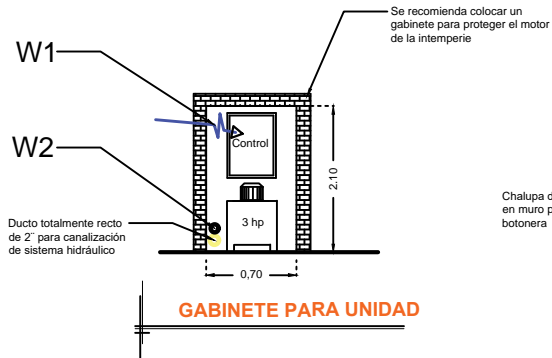 Se recomienda colocar un
gabinete para proteger el motor
de la intemperie
W1
Control
W2
2.10
3 hp
Ducto totalmente recto
de 2¨ para canalización
de sistema hidráulico
Chalupa d
en muro p
botonera
0,70
GABINETE PARA UNIDAD